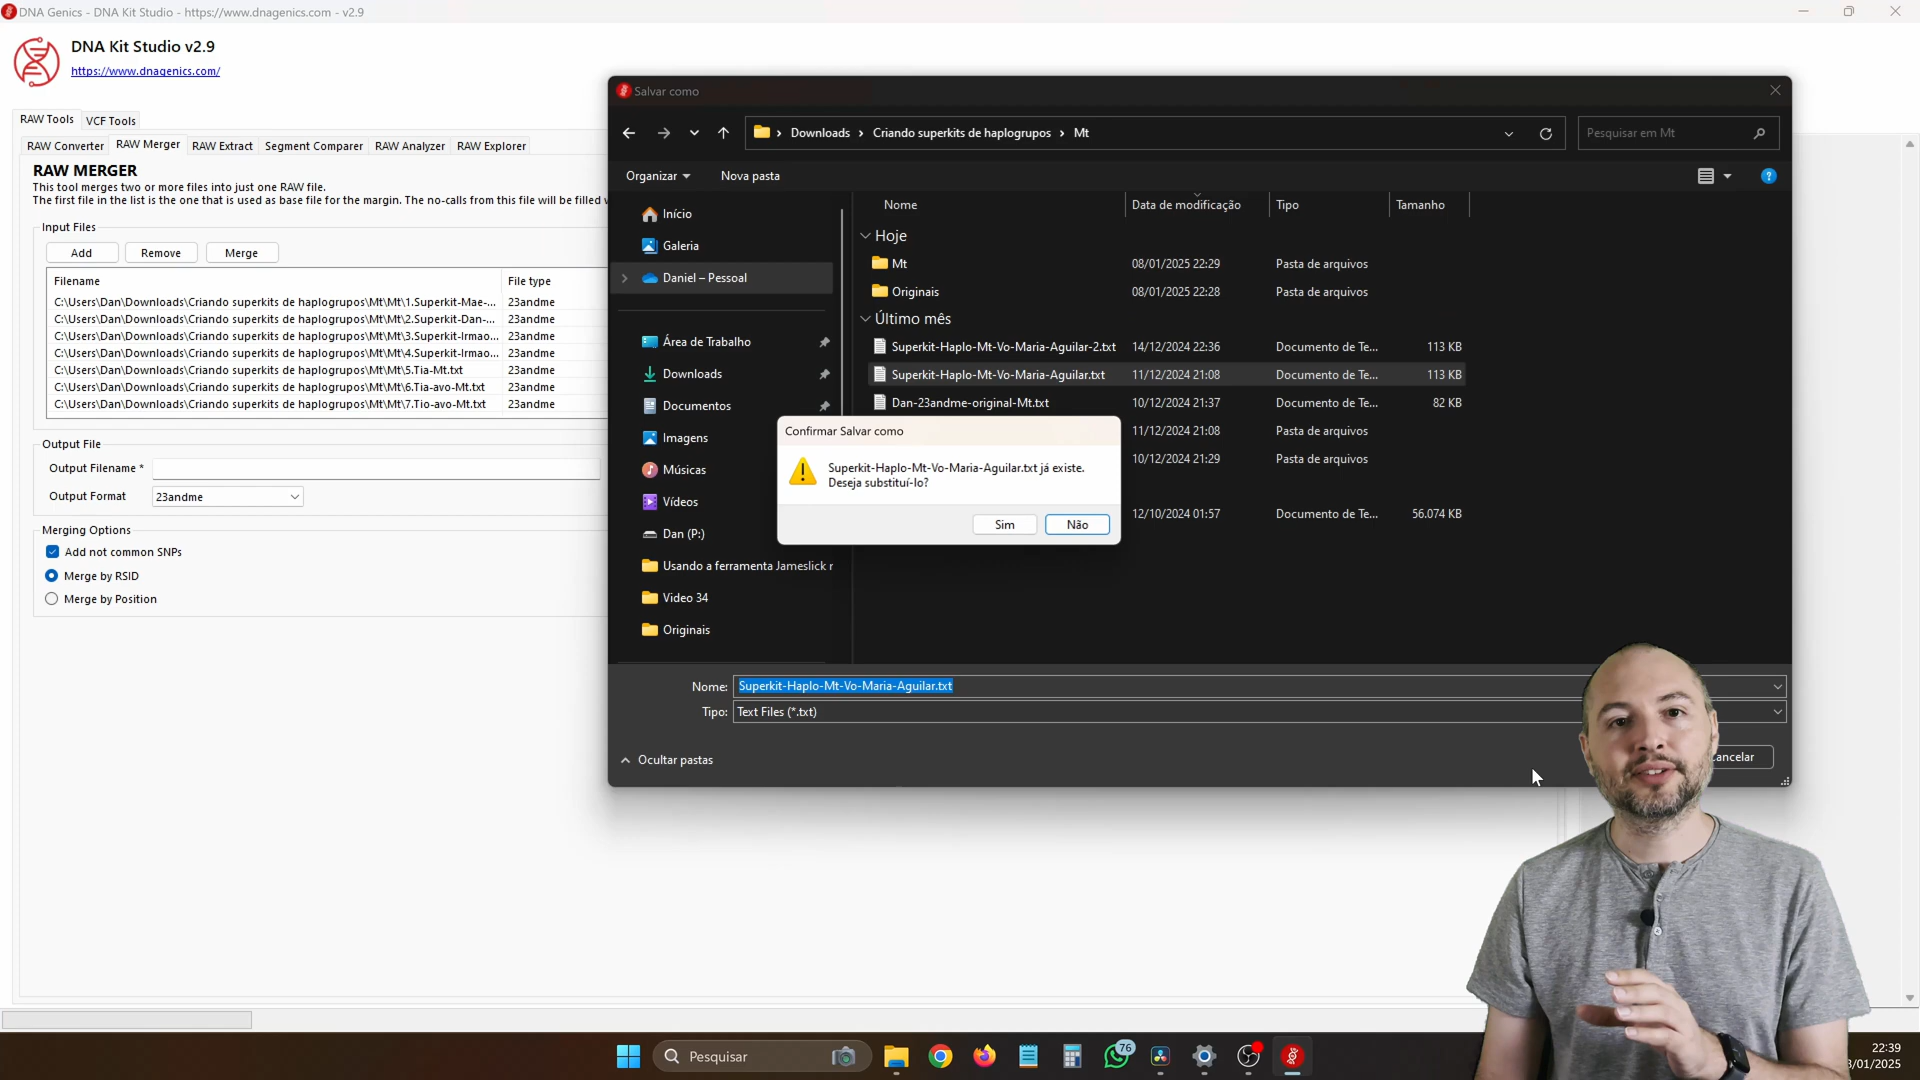 DNA Genics - DNA Kit Studio - https://www.dnagenics.com - v2.9
DNA Kit Studio v2.9
https://www.dnagenics.com/
RAW Tools
VCF Tools
RAW Converter
RAW Merger
RAW Extract
Segment Comparer
RAW Analyzer
RAW Explorer
RAW MERGER
This tool merges two or more files into just one RAW file.
The first file in the list is the one that is used as base file for the margin. The no-calls from this file will be filled
Input Files
Add
Remove
Merge
Filename
File type
C:\Users\Dan\Downloads\Criando superkits de haplogrupos\Mt\Mt\1.Superkit-Mae-...
23andme
C:\Users\Dan\Downloads\Criando superkits de haplogrupos\Mt\Mt\2.Superkit-Dan-...
23andme
C:\Users\Dan\Downloads\Criando superkits de haplogrupos\Mt\Mt\3.Superkit-Irmao...
23andme
C:\Users\Dan\Downloads\Criando superkits de haplogrupos\Mt\Mt\4.Superkit-Irmao...
23andme
C:\Users\Dan\Downloads\Criando superkits de haplogrupos\Mt\Mt\5.Tia-Mt.txt
23andme
C:\Users\Dan\Downloads\Criando superkits de haplogrupos\Mt\Mt\6.Tia-avo-Mt.txt
23andme
C:\Users\Dan\Downloads\Criando superkits de haplogrupos\Mt\Mt\7.Tio-avo-Mt.txt
23andme
Output File
Output Filename *
Output Format
23andme
Merging Options
Add not common SNPs
Merge by RSID
Merge by Position
Salvar como
Downloads › Criando superkits de haplogrupos › Mt
Pesquisar em Mt
Organizar
Nova pasta
Início
Galeria
Daniel – Pessoal
Área de Trabalho
Downloads
Documentos
Imagens
Músicas
Vídeos
Dan (P:)
Usando a ferramenta Jameslick r
Video 34
Originais
Nome
Data de modificação
Tipo
Tamanho
Hoje
Mt
08/01/2025 22:29
Pasta de arquivos
Originais
08/01/2025 22:28
Pasta de arquivos
Último mês
Superkit-Haplo-Mt-Vo-Maria-Aguilar-2.txt
14/12/2024 22:36
Documento de Te...
113 KB
Superkit-Haplo-Mt-Vo-Maria-Aguilar.txt
11/12/2024 21:08
Documento de Te...
113 KB
Dan-23andme-original-Mt.txt
10/12/2024 21:37
Documento de Te...
82 KB
11/12/2024 21:08
Pasta de arquivos
10/12/2024 21:29
Pasta de arquivos
12/10/2024 01:57
Documento de Te...
56.074 KB
Confirmar Salvar como
Superkit-Haplo-Mt-Vo-Maria-Aguilar.txt já existe.
Deseja substituí-lo?
Sim
Não
Nome:
Superkit-Haplo-Mt-Vo-Maria-Aguilar.txt
Tipo:
Text Files (*.txt)
Ocultar pastas
ancelar
Pesquisar
76
22:39
/01/2025